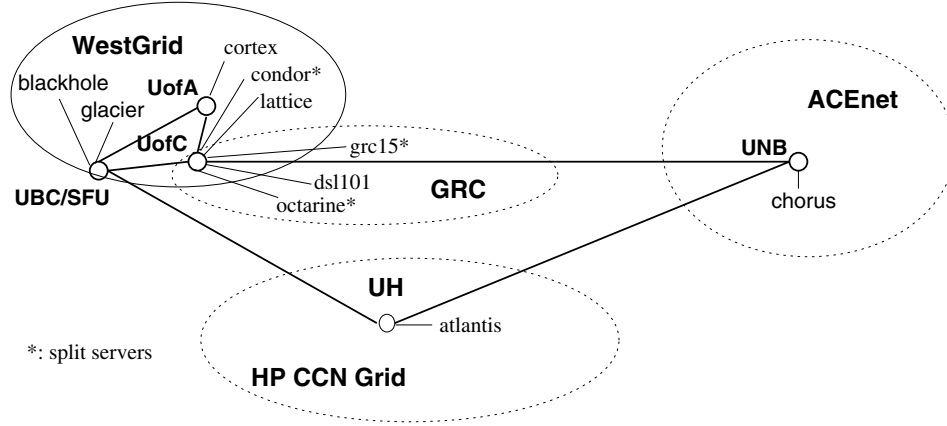 WestGrid
cortex
blackhole
UofA
condor*
glacier
lattice
ACEnet
UofC
grc15*
UNB
dsl101
GRC
UBC/SFU
octarine*
chorus
UH
atlantis
*: split servers
HP CCN Grid